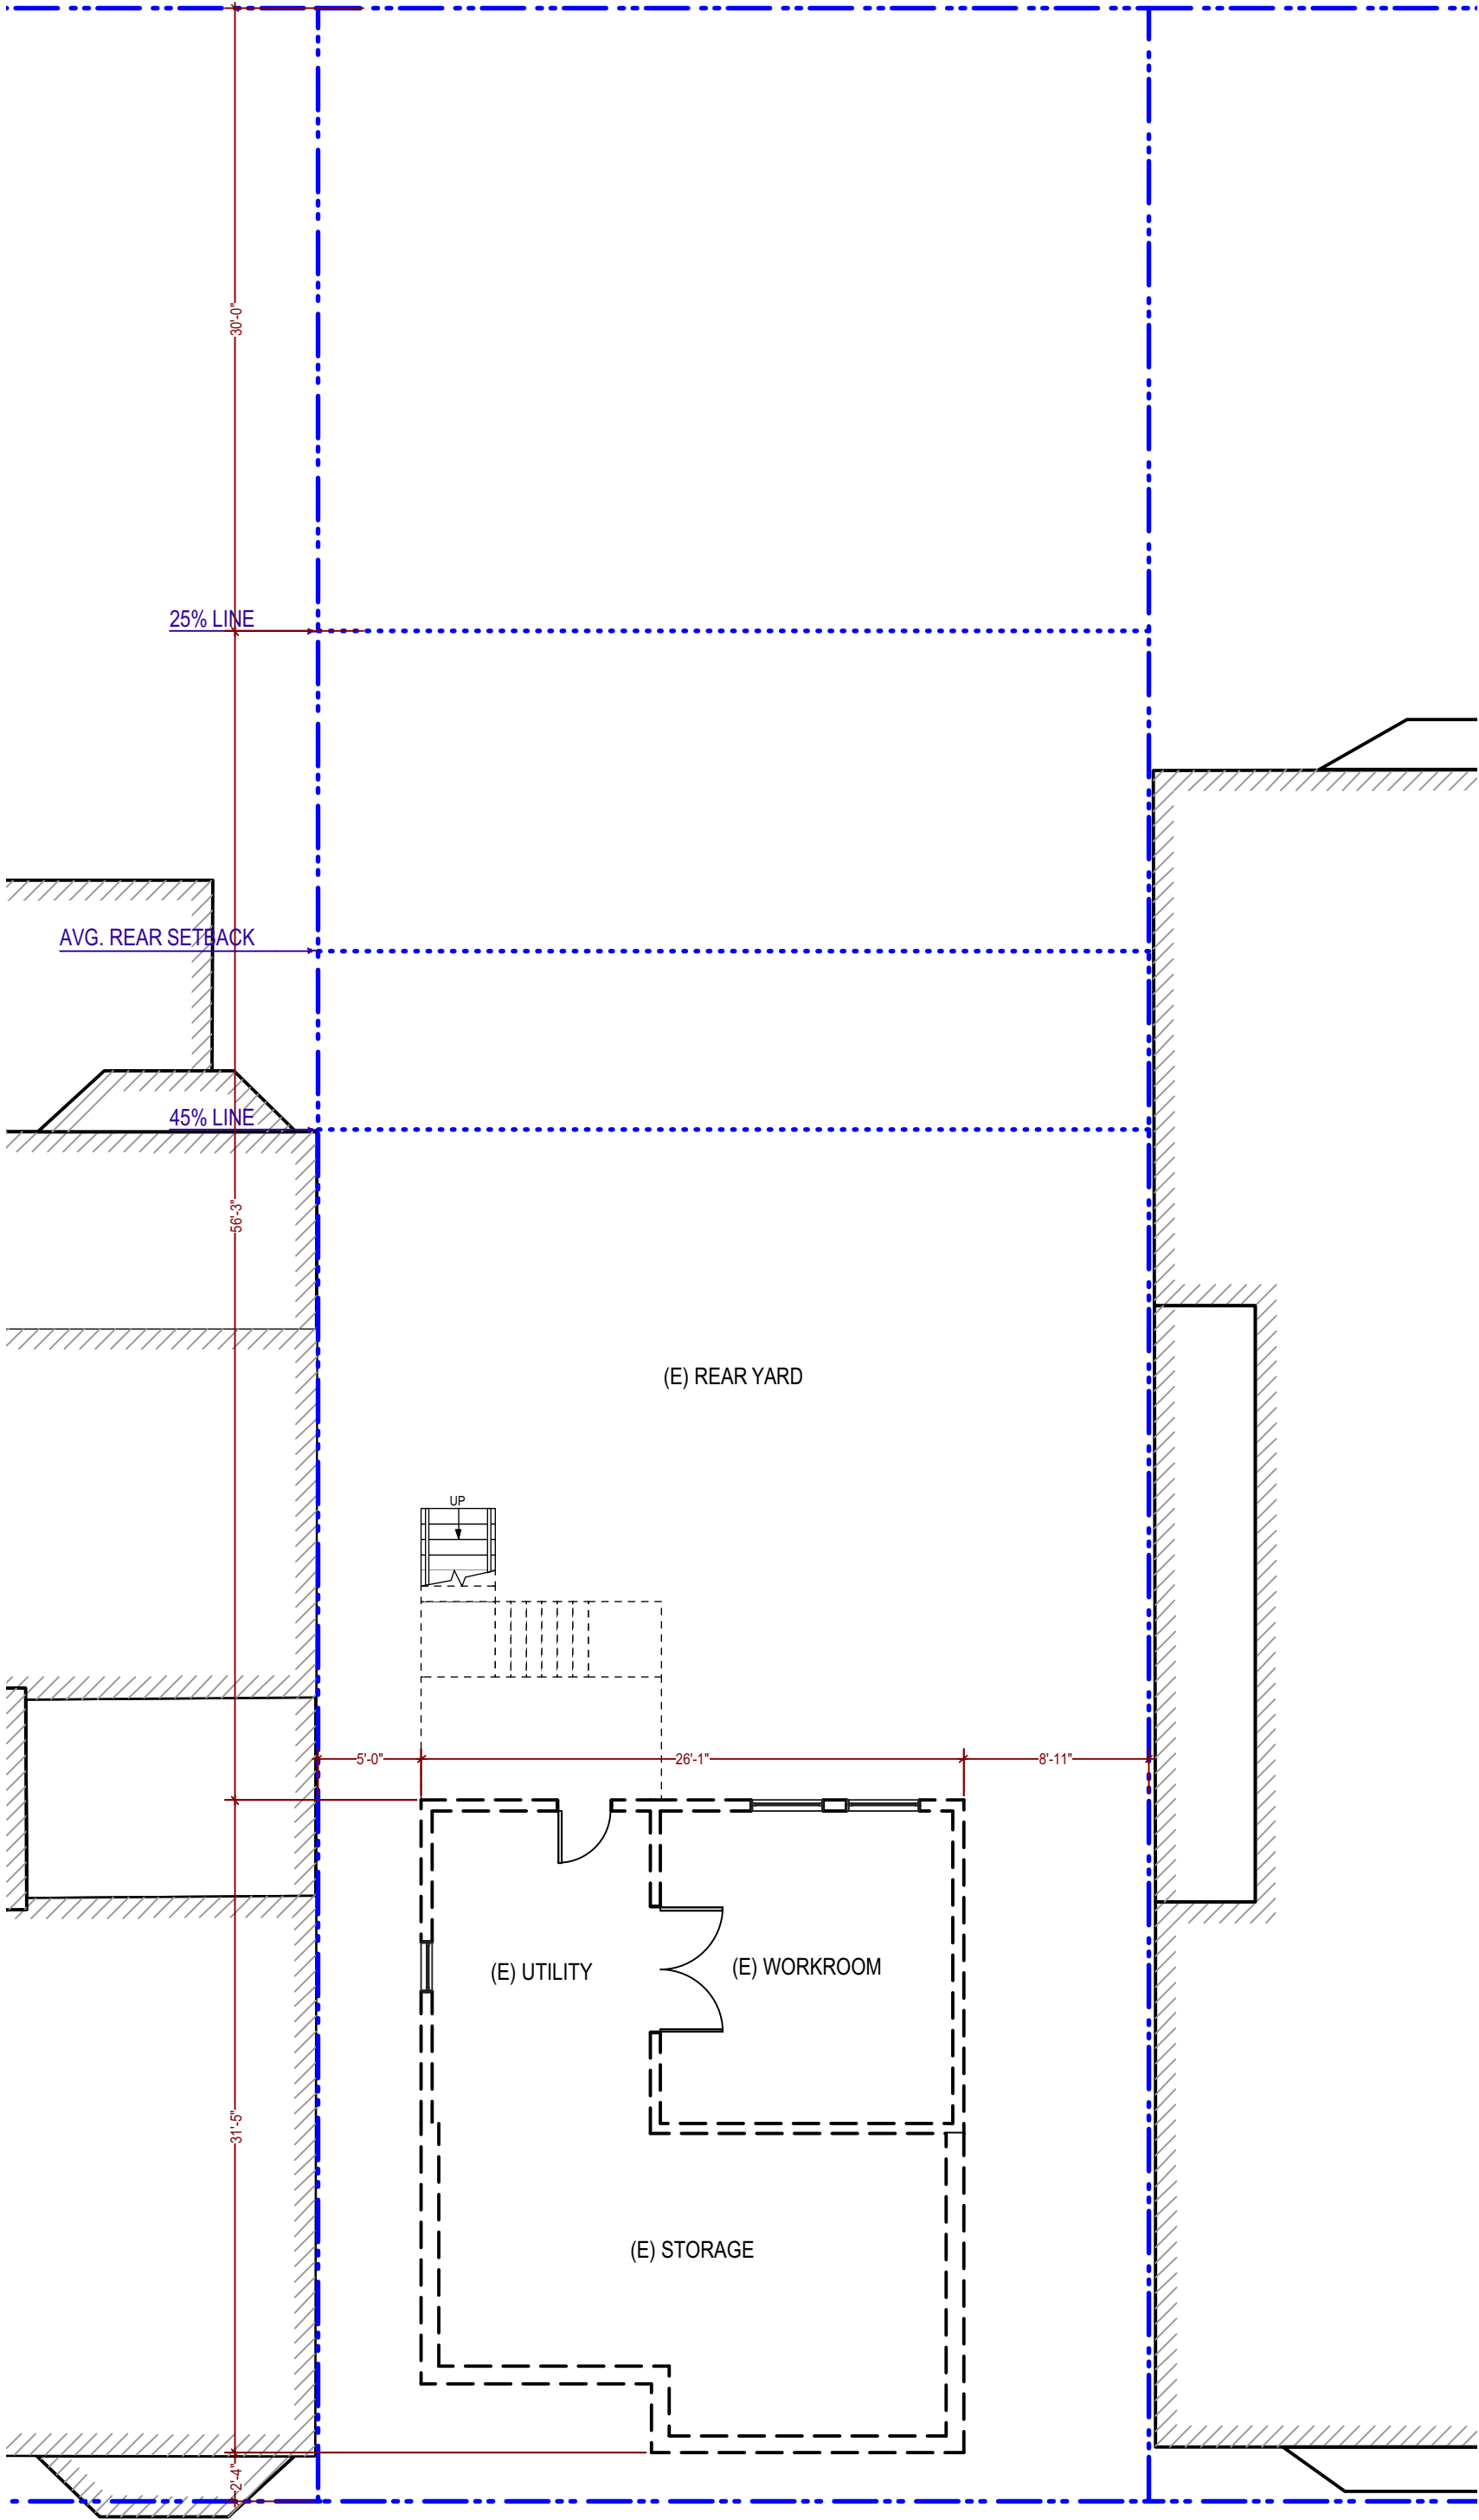 30'-0"
25% LINE
AVG. REAR SETBACK
45% LINE
56'-3"
(E) REAR YARD
UP
5'-0"
26'-1"
8'-11"
(E) UTILITY
(E) WORKROOM
31'-5"
(E) STORAGE
2'-4"